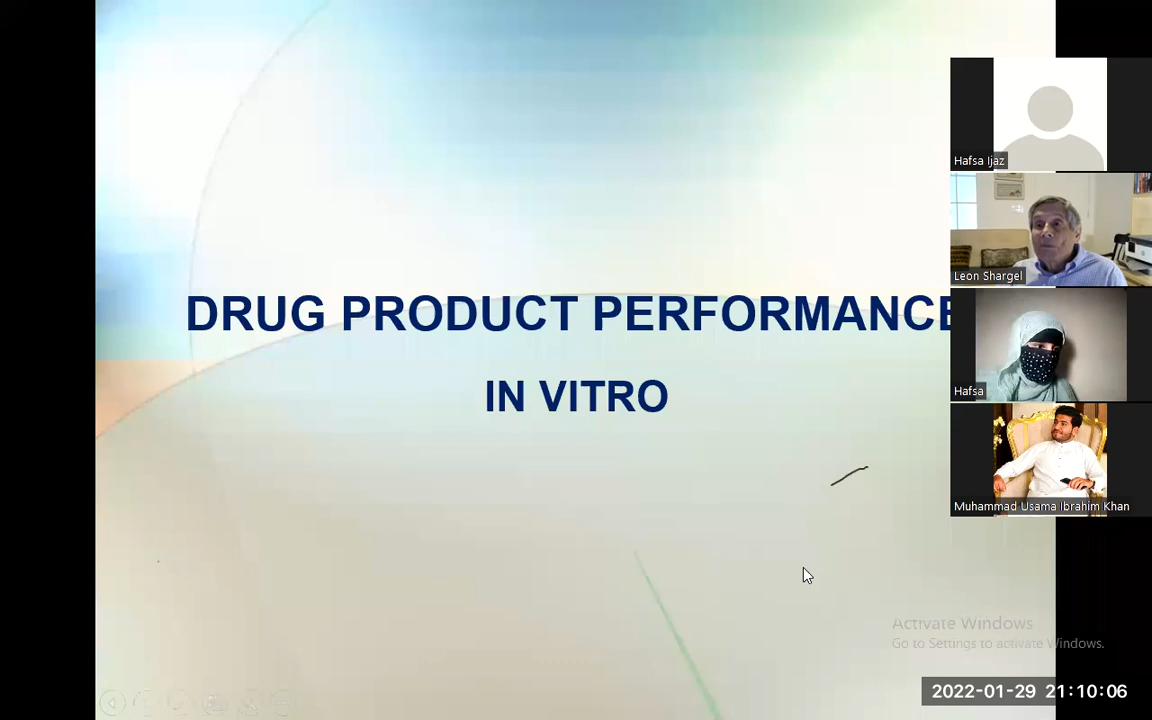 DRUG PRODUCT PERFORMANCE
IN VITRO
Hafsa Ijaz
Leon Shargel
Hafsa
Muhammad Usama Ibrahim Khan
Activate Windows
Go to Settings to activate Windows.
2022-01-29 21:10:06